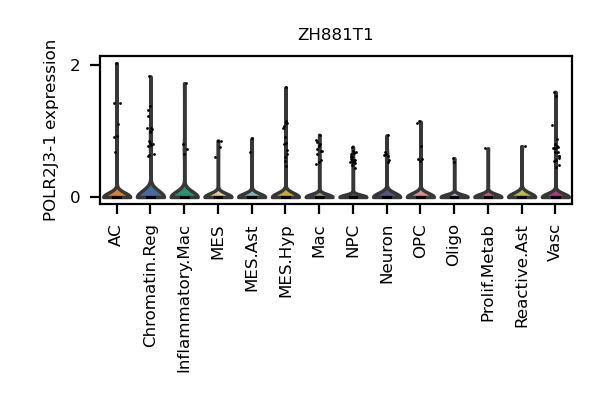 ZH881T1
POLR2J3-1 expression
2
0
AC
Chromatin.Reg
Inflammatory.Mac
MES
MES.Ast
MES.Hyp
Mac
NPC
Neuron
OPC
Oligo
Prolif.Metab
Reactive.Ast
Vasc